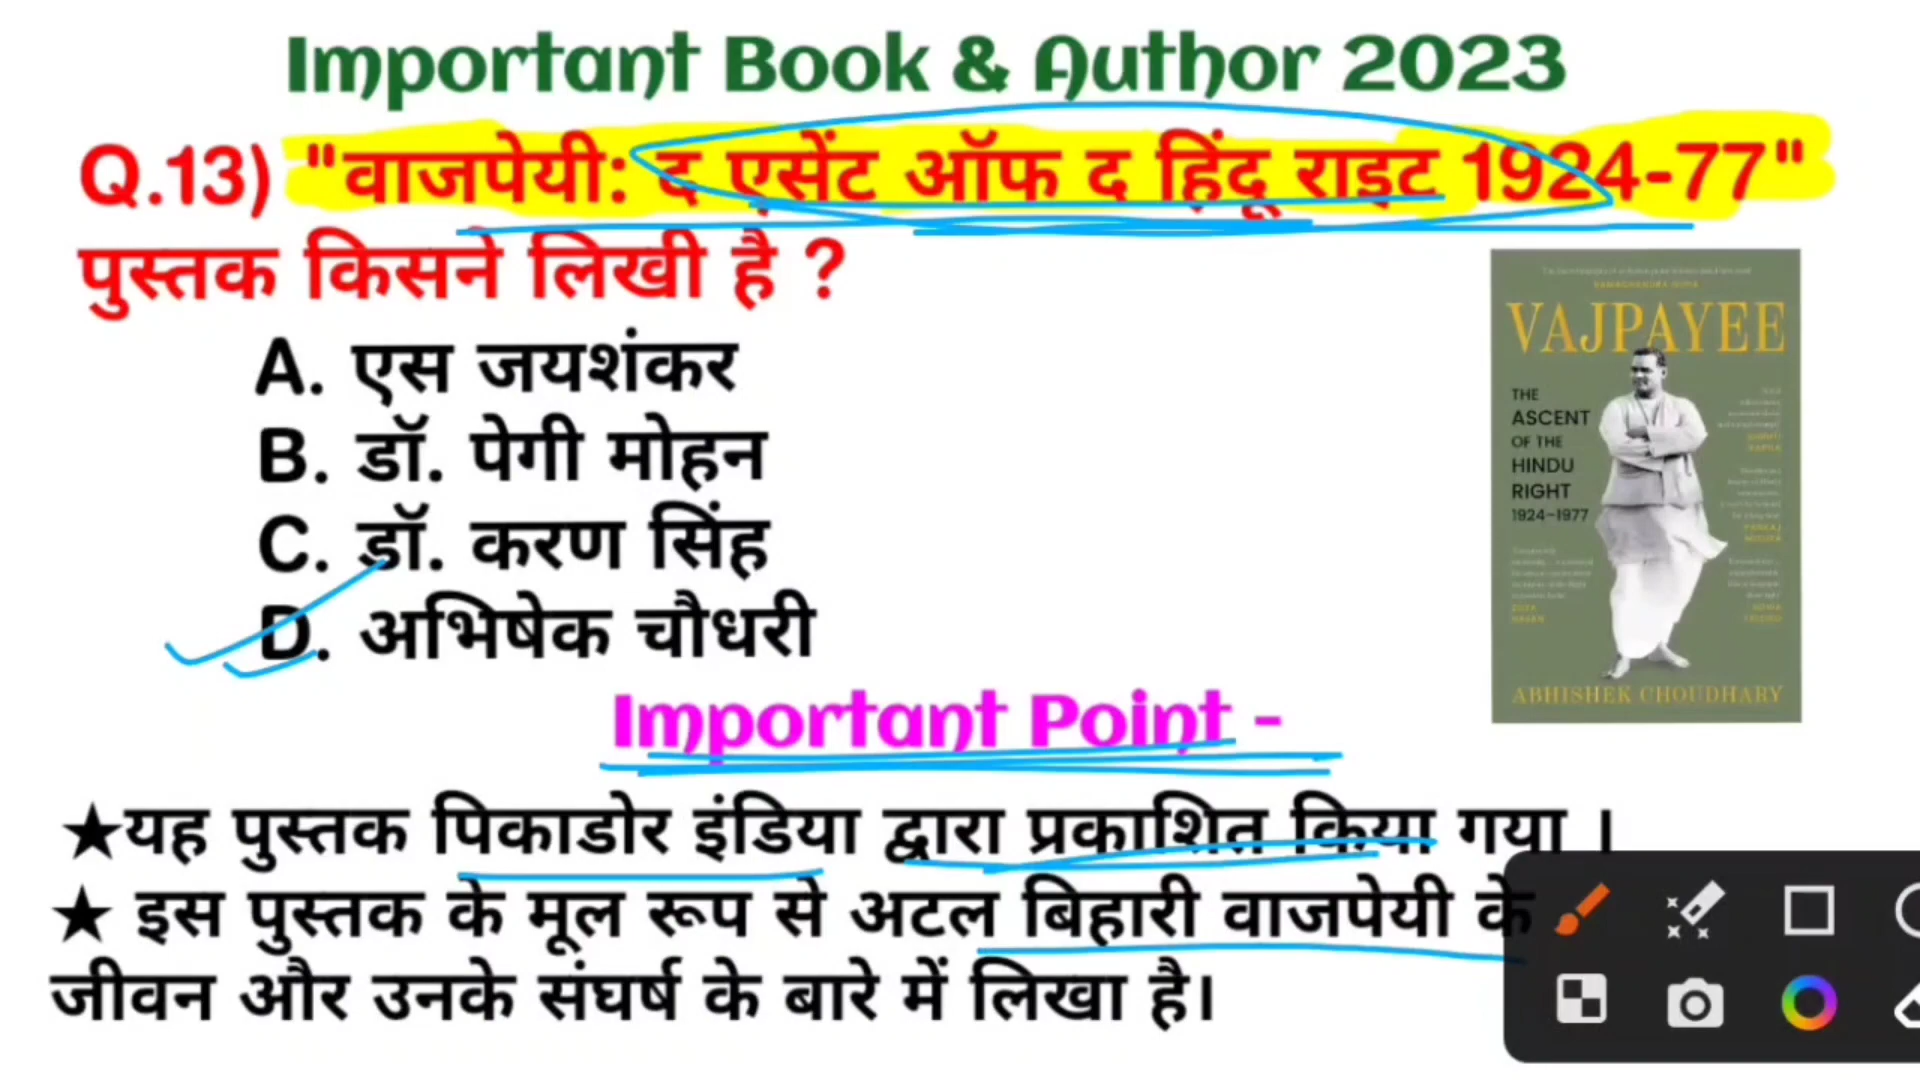 Important Book & Author 2023
Q.13) "वाजपेयी: द एसेंट ऑफ द हिंदू राइट 1924-77"
पुस्तक किसने लिखी है ?
A. एस जयशंकर
B. डॉ. पेगी मोहन
C. डॉ. करण सिंह
D. अभिषेक चौधरी
VAJPAYEE
THE
ASCENT
OF THE
HINDU
RIGHT
1924-1977
ABHISHEK CHOUDHARY
Important Point -
★यह पुस्तक पिकाडोर इंडिया द्वारा प्रकाशित किया गया ।
★ इस पुस्तक के मूल रूप से अटल बिहारी वाजपेयी के
जीवन और उनके संघर्ष के बारे में लिखा है।